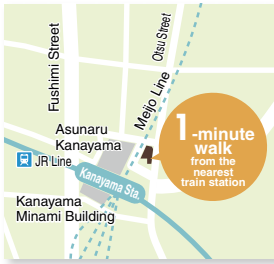 Fushimi Street
Otsu Street
Meijo Line
Asunaru
Kanayama
JR Line
Kanayama Sta.
Kanayama
Minami Building
1-minute
walk
from the
nearest
train station